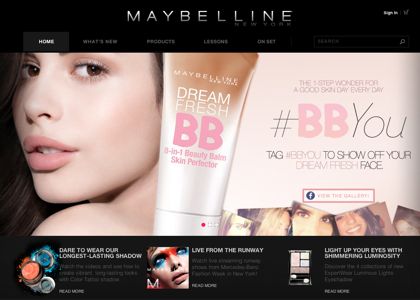 MAYBELLINE
NEW YORK
Sign In
HOME
WHAT'S NEW
PRODUCTS
LESSONS
ON SET
SEARCH
MAYBELLINE
NEW YORK
DREAM
FRESH
BB
8-in-1 Beauty Balm
Skin Perfector
THE 1-STEP WONDER FOR
A GOOD SKIN DAY EVERY DAY
#BBYou
TAG #BBYOU TO SHOW OFF YOUR
DREAM FRESH FACE.
VIEW THE GALLERY!
DARE TO WEAR OUR
LONGEST-LASTING SHADOW
Watch the videos and see how
to create vibrant, long-lasting looks
with Color Tattoo shadow
READ MORE
LIVE FROM THE RUNWAY
Watch live streaming runway
shows from Mercedes-Benz
Fashion Week in New York!
READ MORE
LIGHT UP YOUR EYES WITH
SHIMMERING LUMINOSITY
Discover the 4 collections of new
ExpertWear Luminous Lights
Eyeshadow
READ MORE